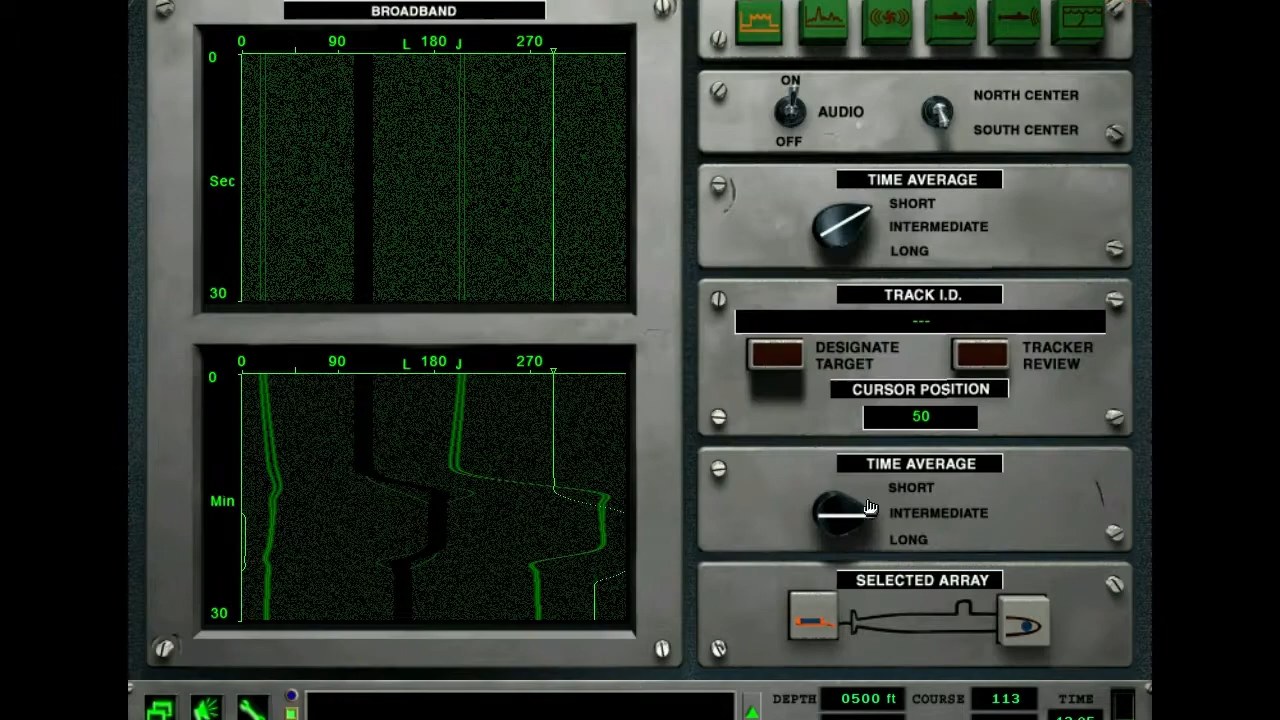 BROADBAND
0 90 L 180 J 270
0
Sec
30
0 90 L 180 J 270
0
Min
30
ON
AUDIO
OFF
NORTH CENTER
SOUTH CENTER
TIME AVERAGE
SHORT
INTERMEDIATE
LONG
TRACK I.D.
---
DESIGNATE
TARGET
TRACKER
REVIEW
CURSOR POSITION
50
TIME AVERAGE
SHORT
INTERMEDIATE
LONG
SELECTED ARRAY
DEPTH 0500 ft COURSE 113 TIME